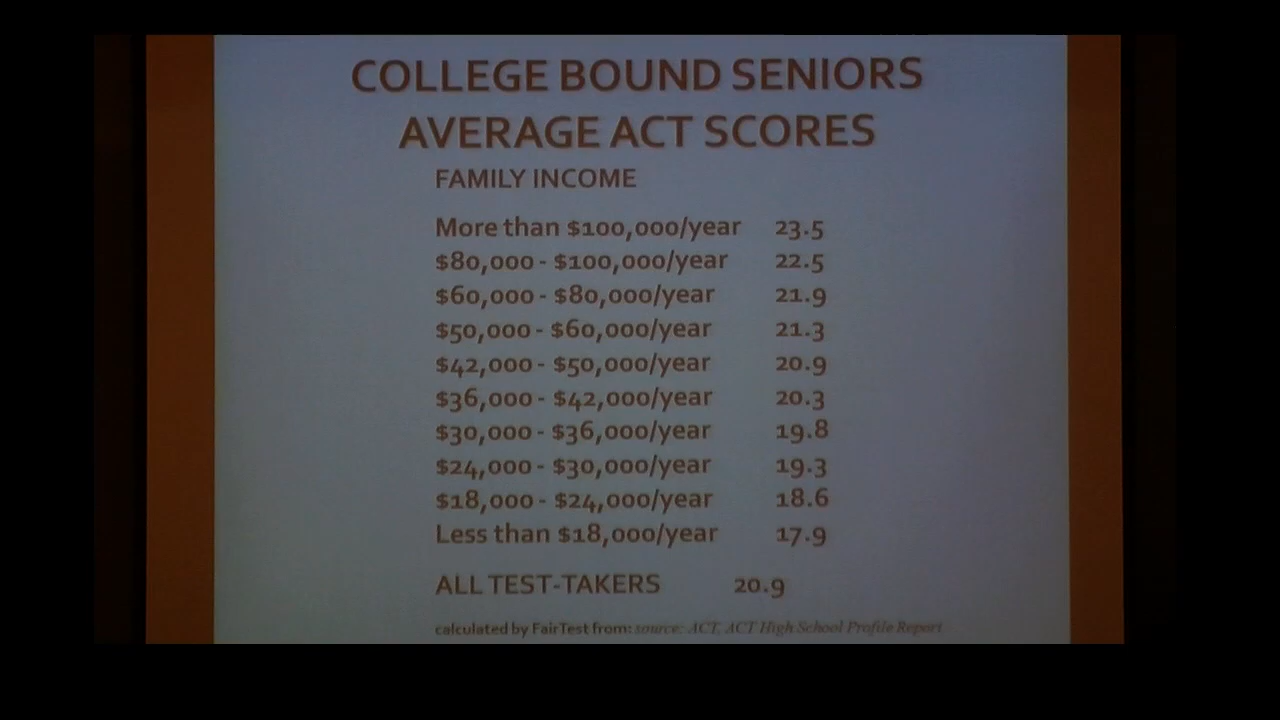 COLLEGE BOUND SENIORS
AVERAGE ACT SCORES
FAMILY INCOME
More than $100,000/year 23.5
$80,000 - $100,000/year 22.5
$60,000 - $80,000/year 21.9
$50,000 - $60,000/year 21.3
$42,000 - $50,000/year 20.9
$36,000 - $42,000/year 20.3
$30,000 - $36,000/year 19.8
$24,000 - $30,000/year 19.3
$18,000 - $24,000/year 18.6
Less than $18,000/year 17.9
ALL TEST-TAKERS 20.9
calculated by FairTest from: source: ACT, ACT High School Profile Report